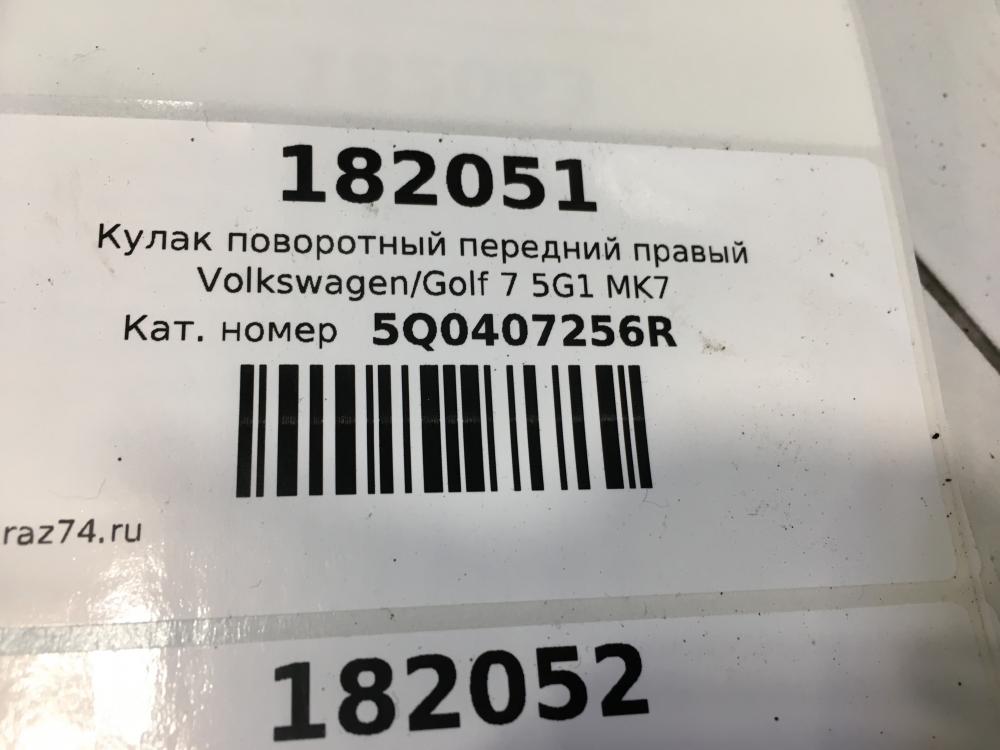 182051
Кулак поворотный передний правый
Volkswagen/Golf 7 5G1 MK7
Кат. номер 5Q0407256R
raz74.ru
182052